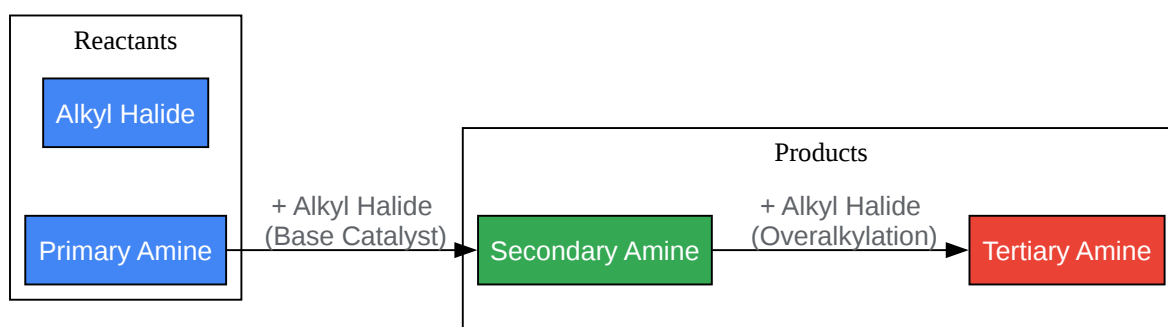 Reactants
Alkyl Halide
Primary Amine
+ Alkyl Halide
(Base Catalyst)
Products
Secondary Amine
+ Alkyl Halide
(Overalkylation)
Tertiary Amine